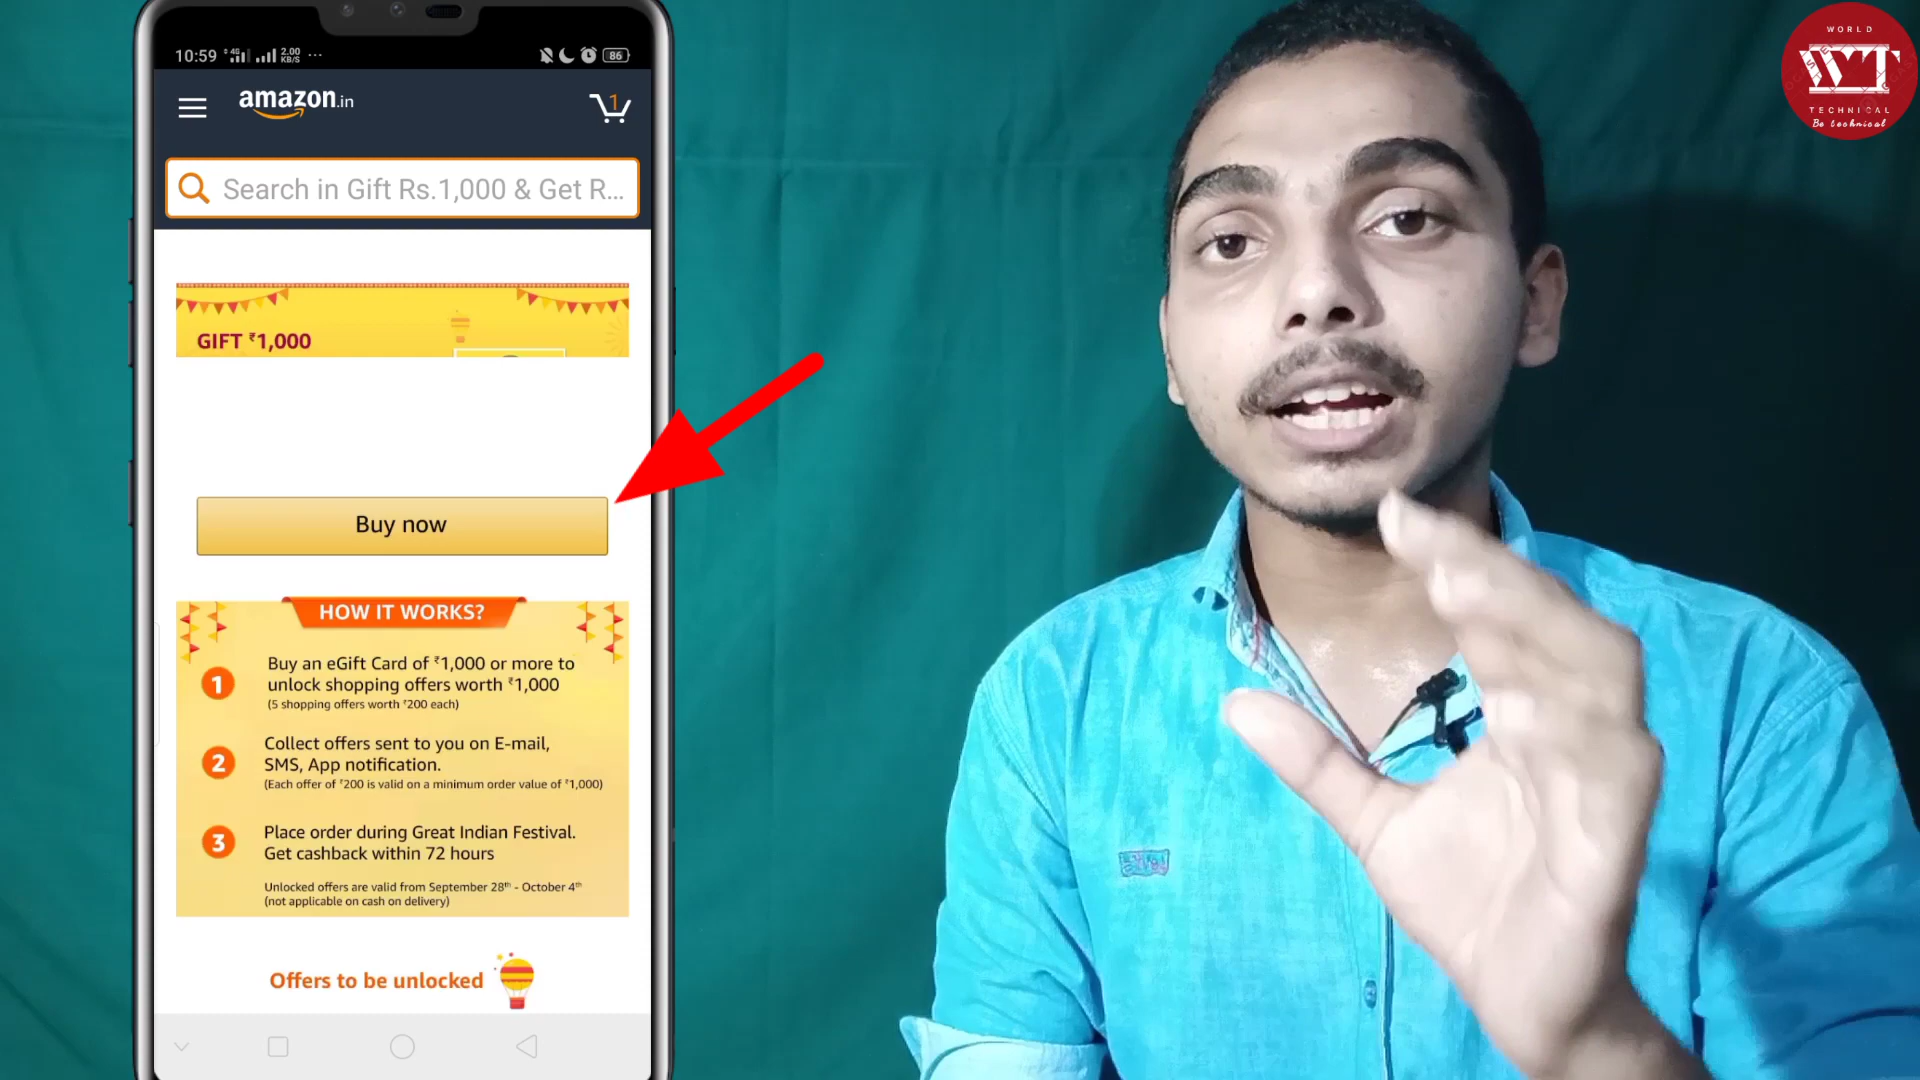 10:59 4G 2.00 KB/S ... 86
amazon.in
1
Search in Gift Rs.1,000 & Get R...
GIFT ₹1,000
Buy now
HOW IT WORKS?
1 Buy an eGift Card of ₹1,000 or more to
unlock shopping offers worth ₹1,000
(5 shopping offers worth ₹200 each)
2 Collect offers sent to you on E-mail,
SMS, App notification.
(Each offer of ₹200 is valid on a minimum order value of ₹1,000)
3 Place order during Great Indian Festival.
Get cashback within 72 hours
Unlocked offers are valid from September 28th - October 4th
(not applicable on cash on delivery)
Offers to be unlocked
WORLD
WT
TECHNICAL
Be technical